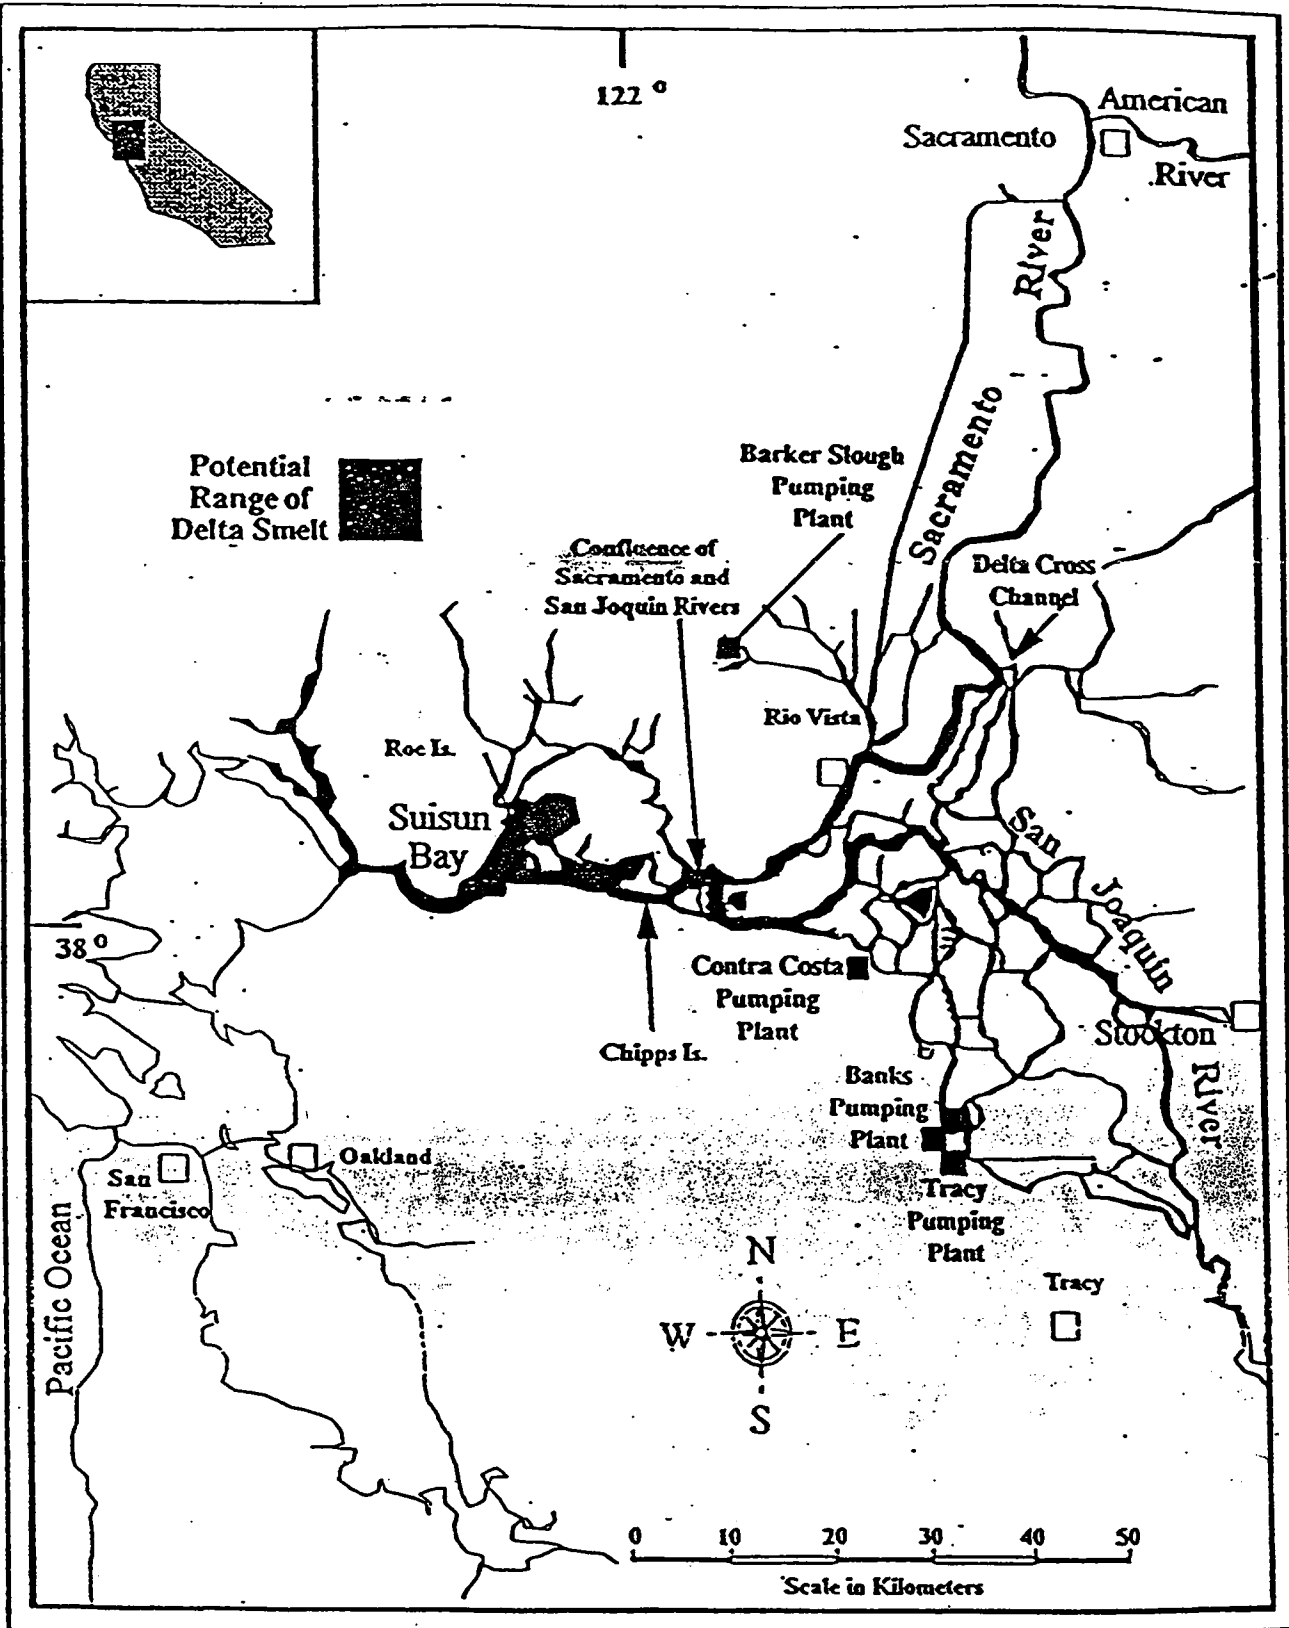 122 °
American
River
Sacramento
River
Sacramento
Potential
Range of
Delta Smelt
Barker Slough
Pumping
Plant
Confluence of
Sacramento and
San Joquin Rivers
Delta Cross
Channel
Rio Vista
Roe Is.
Suisun
Bay
San
Joaquin
River
38 °
Contra Costa
Pumping
Plant
Chipps Is.
Stockton
Banks
Pumping
Plant
Oakland
San
Francisco
Tracy
Pumping
Plant
Pacific Ocean
N
W
E
S
Tracy
0 10 20 30 40 50
Scale in Kilometers